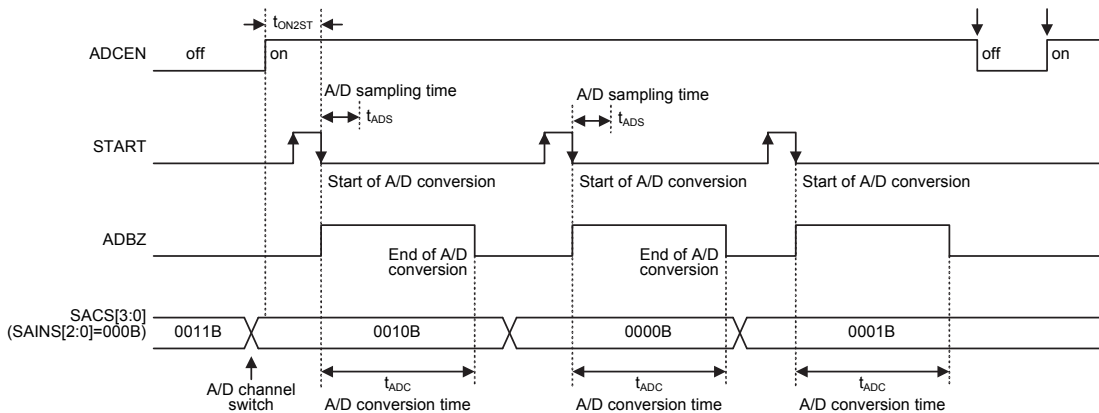 tON2ST
ADCEN
off
on
off
on
A/D sampling time
tADS
A/D sampling time
tADS
START
Start of A/D conversion
Start of A/D conversion
Start of A/D conversion
ADBZ
End of A/D
conversion
End of A/D
conversion
SACS[3:0]
(SAINS[2:0]=000B)
0011B
0010B
0000B
0001B
A/D channel
switch
tADC
A/D conversion time
tADC
A/D conversion time
tADC
A/D conversion time